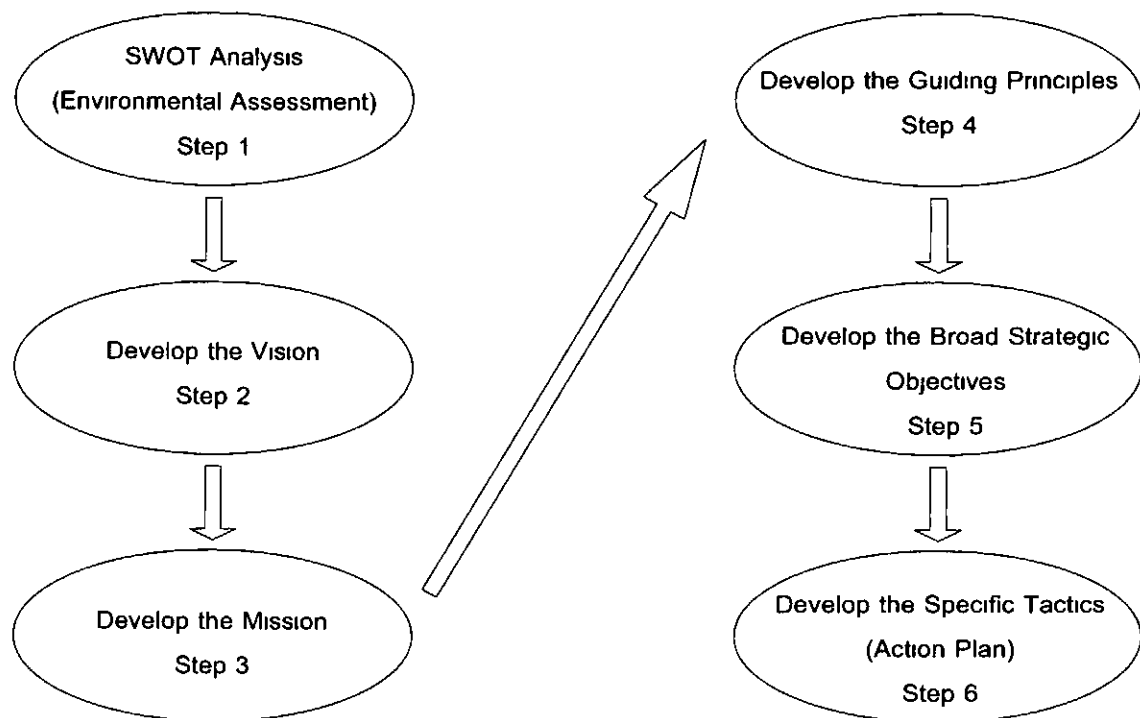 SWOT Analysis
(Environmental Assessment)
Step 1
Develop the Vision
Step 2
Develop the Mission
Step 3
Develop the Guiding Principles
Step 4
Develop the Broad Strategic
Objectives
Step 5
Develop the Specific Tactics
(Action Plan)
Step 6